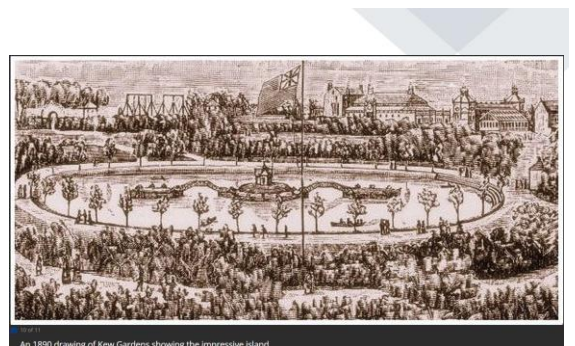 10 of 11
An 1890 drawing of Kew Gardens showing the impressive island